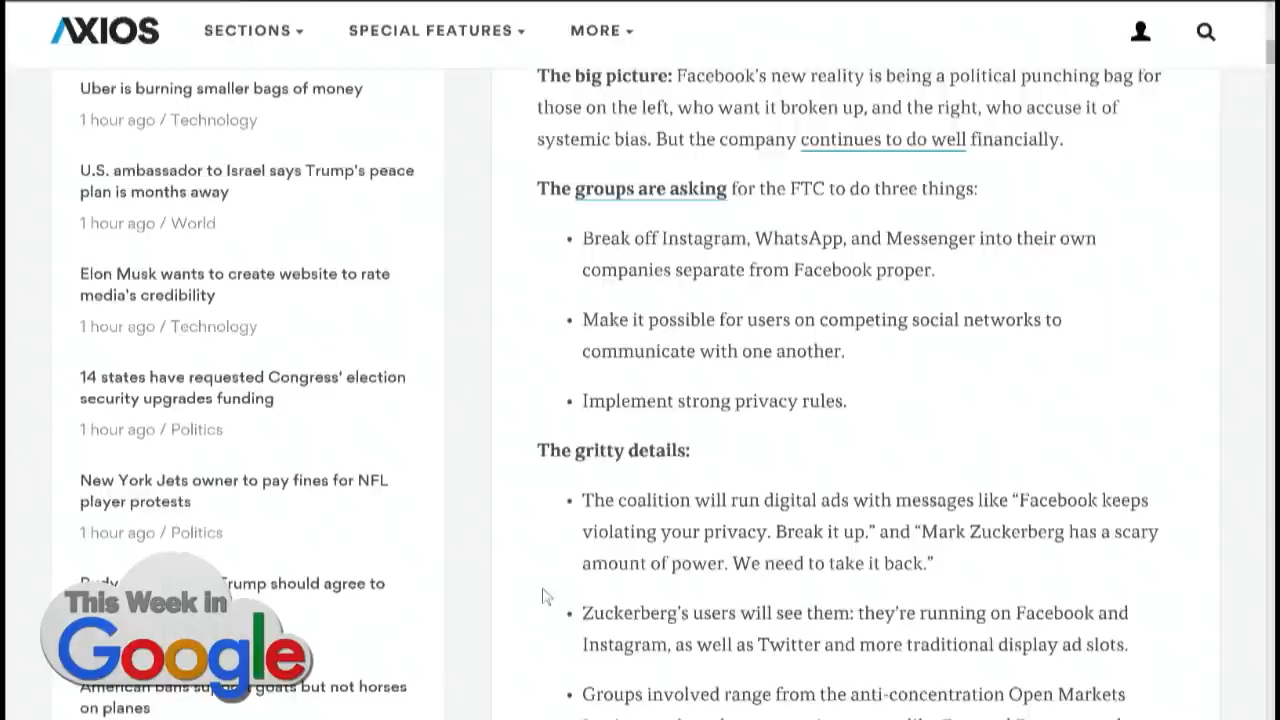 AXIOS
SECTIONS
SPECIAL FEATURES
MORE
Uber is burning smaller bags of money
1 hour ago / Technology
U.S. ambassador to Israel says Trump's peace
plan is months away
1 hour ago / World
Elon Musk wants to create website to rate
media's credibility
1 hour ago / Technology
14 states have requested Congress' election
security upgrades funding
1 hour ago / Politics
New York Jets owner to pay fines for NFL
player protests
1 hour ago / Politics
Trump should agree to
American bans goats but not horses
on planes
The big picture: Facebook's new reality is being a political punching bag for
those on the left, who want it broken up, and the right, who accuse it of
systemic bias. But the company continues to do well financially.
The groups are asking for the FTC to do three things:
• Break off Instagram, WhatsApp, and Messenger into their own
companies separate from Facebook proper.
• Make it possible for users on competing social networks to
communicate with one another.
• Implement strong privacy rules.
The gritty details:
• The coalition will run digital ads with messages like “Facebook keeps
violating your privacy. Break it up.” and “Mark Zuckerberg has a scary
amount of power. We need to take it back.”
• Zuckerberg's users will see them: they're running on Facebook and
Instagram, as well as Twitter and more traditional display ad slots.
• Groups involved range from the anti-concentration Open Markets
This Week in
Google